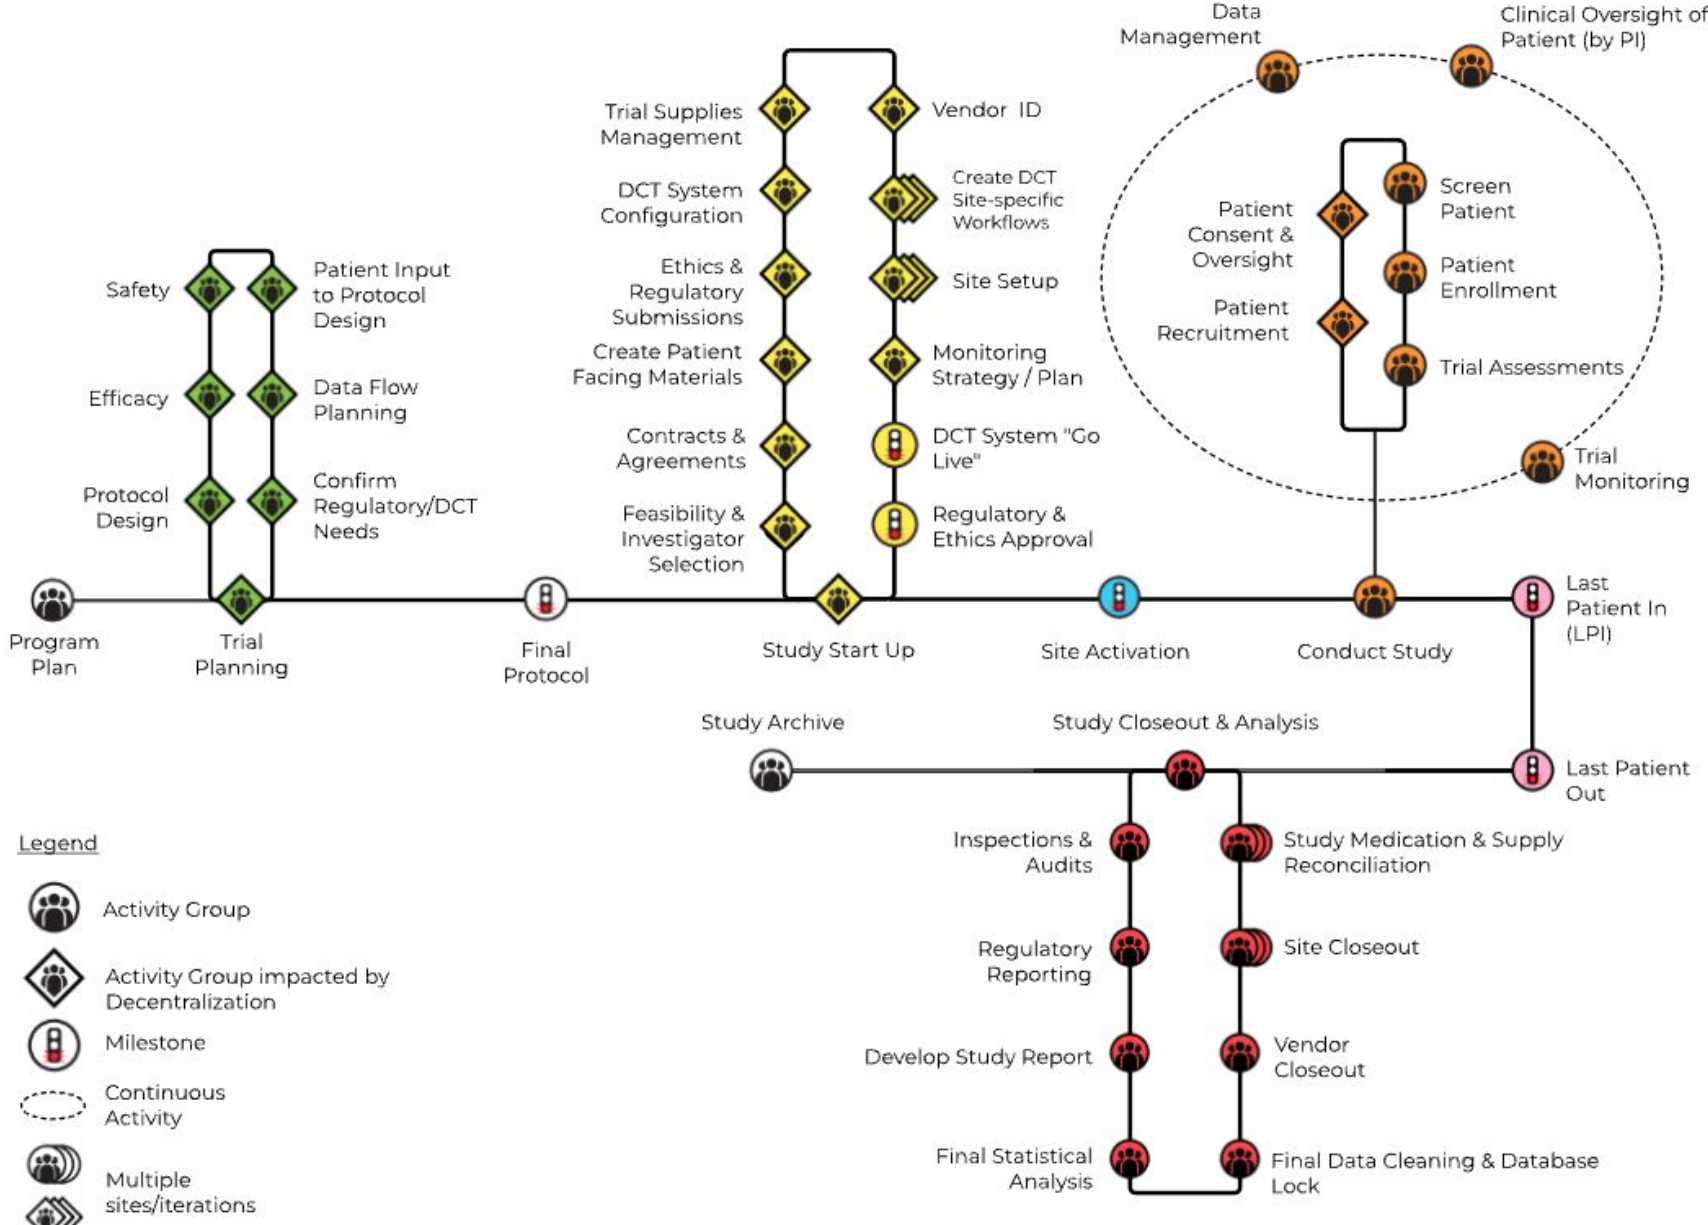 Data
Management
Clinical Oversight of
Patient (by PI)
Trial Supplies
Management
Vendor ID
DCT System
Configuration
Create DCT
Site-specific
Workflows
Screen
Patient
Patient
Consent &
Oversight
Safety
Patient Input
to Protocol
Design
Ethics &
Regulatory
Submissions
Site Setup
Patient
Enrollment
Patient
Recruitment
Create Patient
Facing Materials
Monitoring
Strategy / Plan
Trial Assessments
Efficacy
Data Flow
Planning
Contracts &
Agreements
DCT System "Go
Live"
Trial
Monitoring
Protocol
Design
Confirm
Regulatory/DCT
Needs
Feasibility &
Investigator
Selection
Regulatory &
Ethics Approval
Program
Plan
Trial
Planning
Final
Protocol
Study Start Up
Site Activation
Conduct Study
Last
Patient In
(LPI)
Study Archive
Study Closeout & Analysis
Last Patient
Out
Inspections &
Audits
Study Medication & Supply
Reconciliation
Regulatory
Reporting
Site Closeout
Develop Study Report
Vendor
Closeout
Final Statistical
Analysis
Final Data Cleaning & Database
Lock
Legend
Activity Group
Activity Group impacted by
Decentralization
Milestone
Continuous
Activity
Multiple
sites/iterations